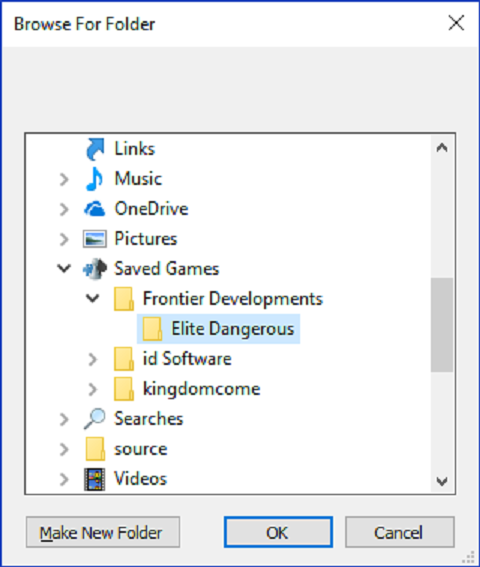 Browse For Folder
Links
Music
OneDrive
Pictures
Saved Games
Frontier Developments
Elite Dangerous
id Software
kingdomcome
Searches
source
Videos
Make New Folder OK Cancel